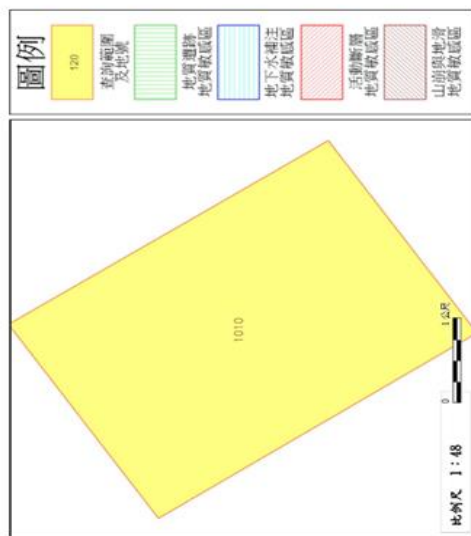 圖例
120
查詢範圍
及地號
地質遺跡
地質敏感區
地下水補注
地質敏感區
活動斷層
地質敏感區
山崩與地滑
地質敏感區
1010
0
1公尺
比例尺 1：48